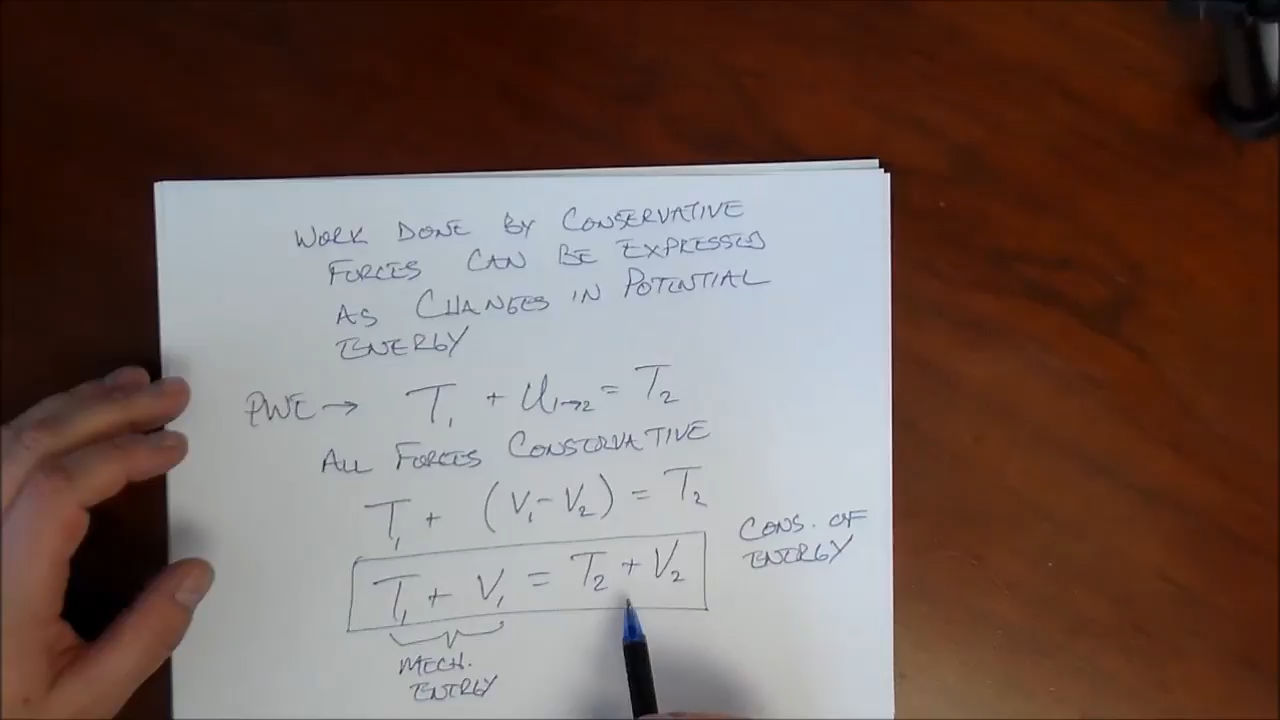 WORK DONE BY CONSERVATIVE
FORCES CAN BE EXPRESSED
AS CHANGES IN POTENTIAL
ENERGY
PWE → T₁ + U₁→₂ = T₂
ALL FORCES CONSERVATIVE
T₁ + (V₁ - V₂) = T₂
T₁ + V₁ = T₂ + V₂
CONS. OF
ENERGY
MECH.
ENERGY